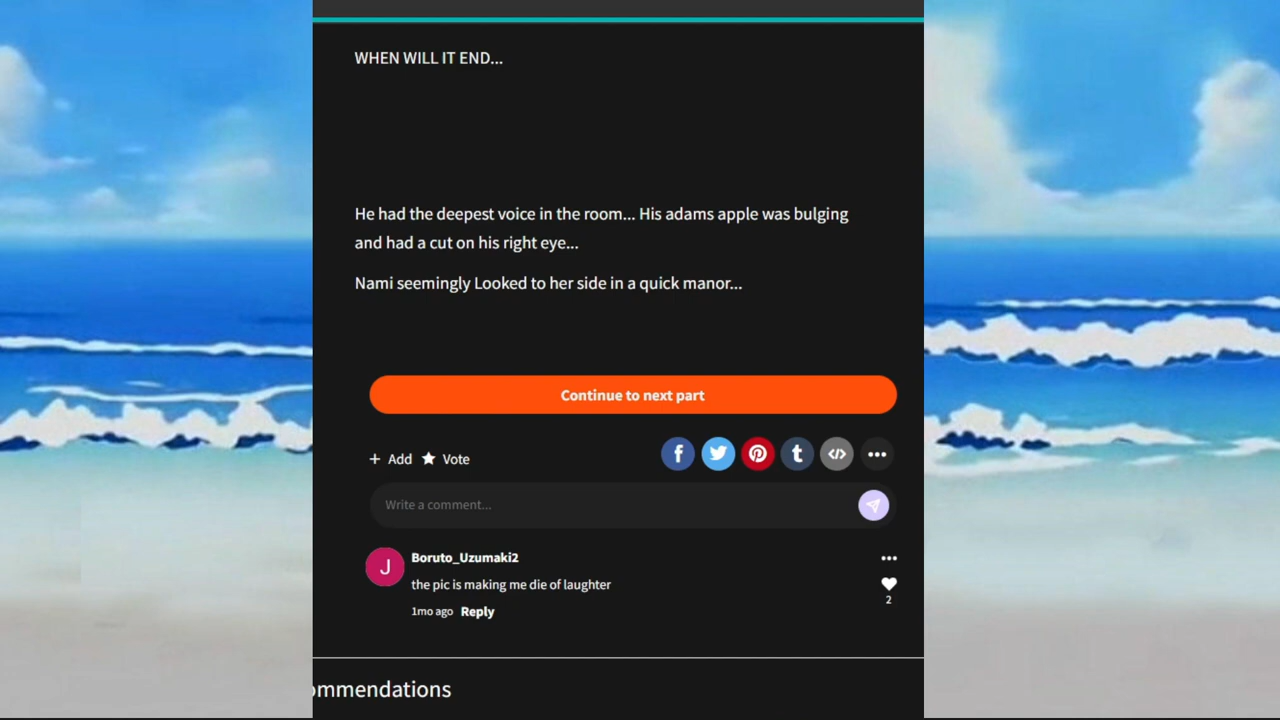 WHEN WILL IT END...
He had the deepest voice in the room... His adams apple was bulging
and had a cut on his right eye...
Nami seemingly Looked to her side in a quick manor...
Continue to next part
+ Add ★ Vote
Write a comment...
J
Boruto_Uzumaki2
the pic is making me die of laughter
2
1mo ago Reply
ommendations